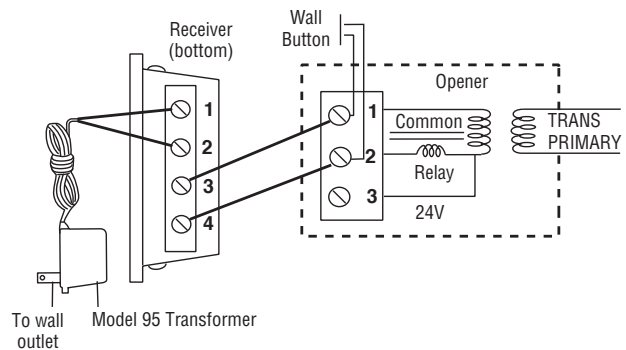 Wall
Button
Receiver
(bottom)
Opener
1
2
3
4
1
2
3
Common
Relay
24V
TRANS
PRIMARY
To wall
outlet
Model 95 Transformer